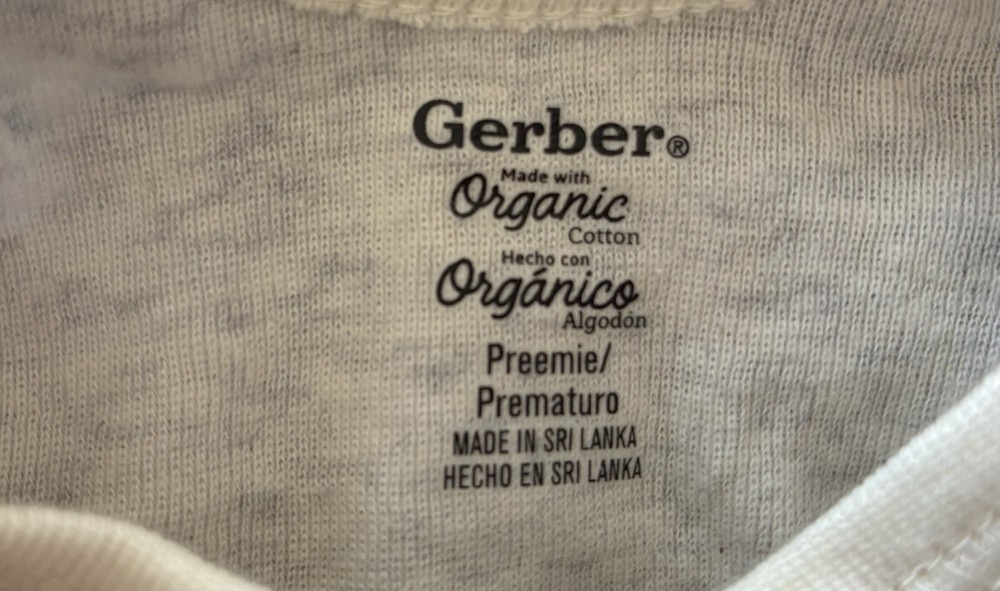 Gerber®
Made with
Organic
Cotton
Hecho con
Orgánico
Algodón
Preemie/
Prematuro
MADE IN SRI LANKA
HECHO EN SRI LANKA